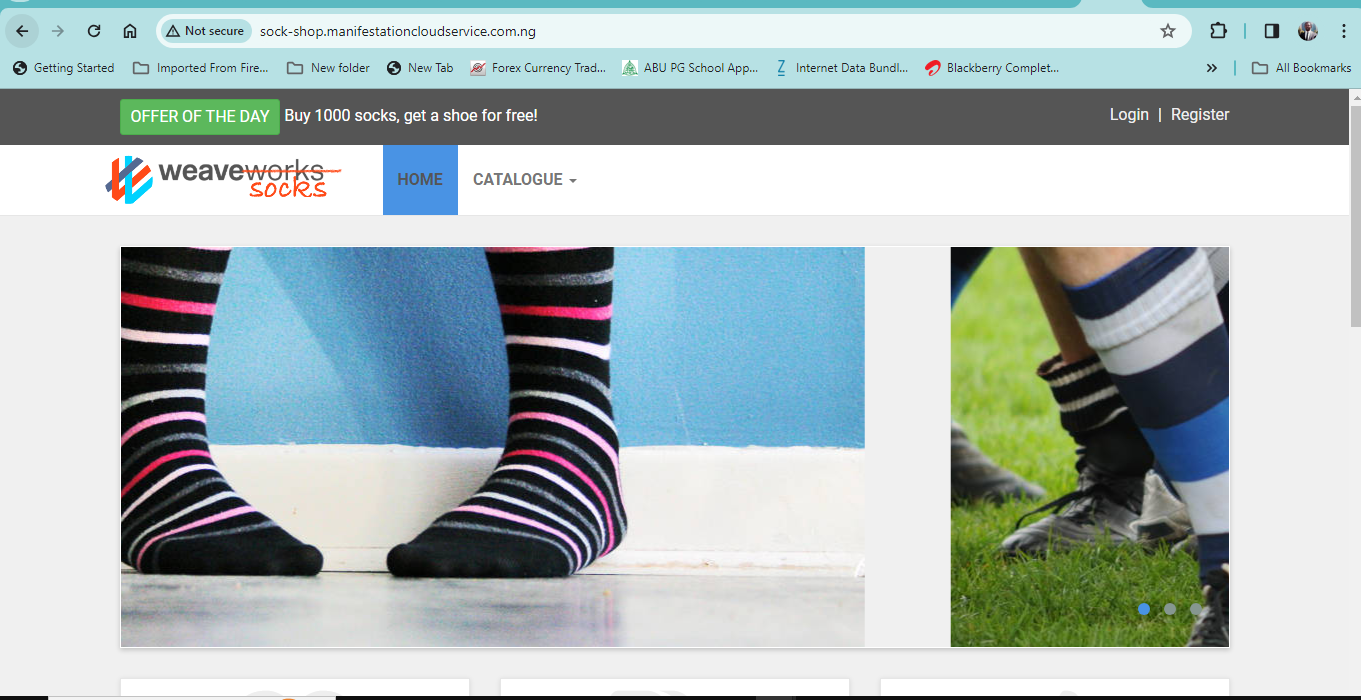 Not secure
sock-shop.manifestationcloudservice.com.ng
Getting Started
Imported From Fire...
New folder
New Tab
Forex Currency Trad...
ABU PG School App...
Internet Data Bundl...
Blackberry Complet...
»
All Bookmarks
OFFER OF THE DAY Buy 1000 socks, get a shoe for free!
Login | Register
weaveworks
socks
HOME
CATALOGUE